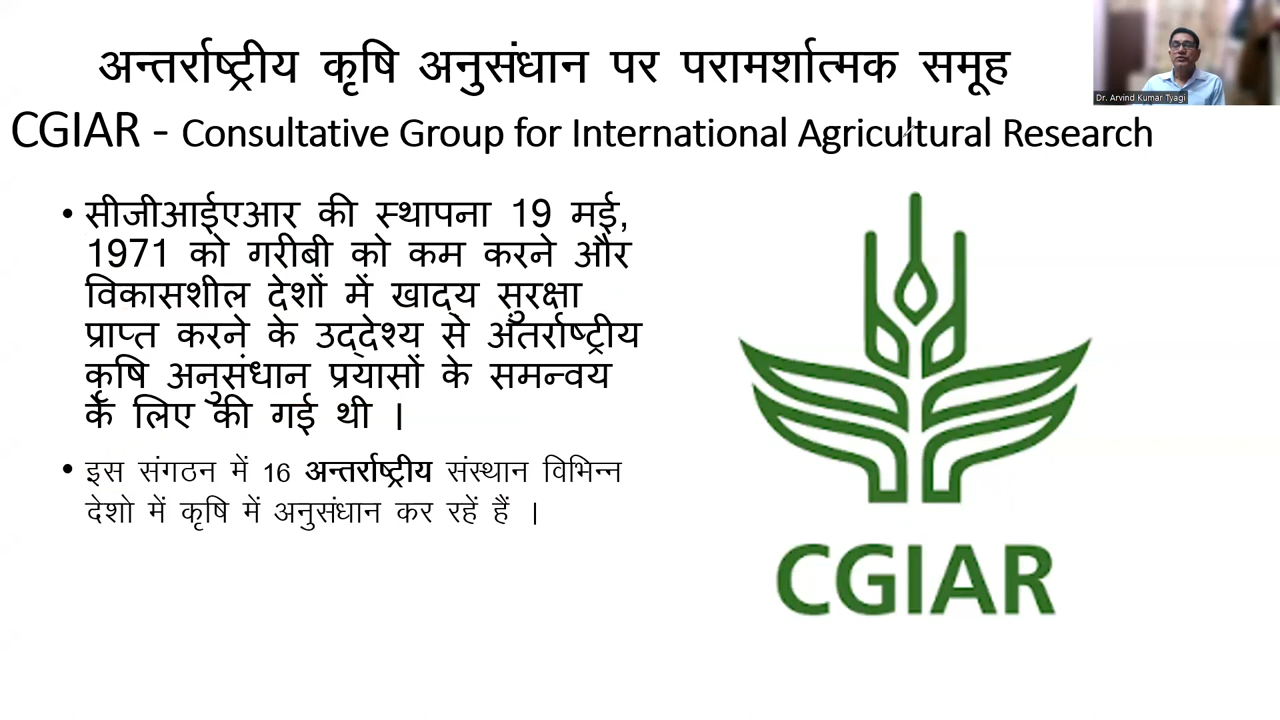 अन्तर्राष्ट्रीय कृषि अनुसंधान पर परामर्शात्मक समूह
CGIAR - Consultative Group for International Agricultural Research
Dr. Arvind Kumar Tyagi
• सीजीआईएआर की स्थापना 19 मई,
1971 को गरीबी को कम करने और
विकासशील देशों में खाद्य सुरक्षा
प्राप्त करने के उद्देश्य से अंतर्राष्ट्रीय
कृषि अनुसंधान प्रयासों के समन्वय
के लिए की गई थी ।
• इस संगठन में 16 अन्तर्राष्ट्रीय संस्थान विभिन्न
देशो में कृषि में अनुसंधान कर रहें हैं ।
CGIAR